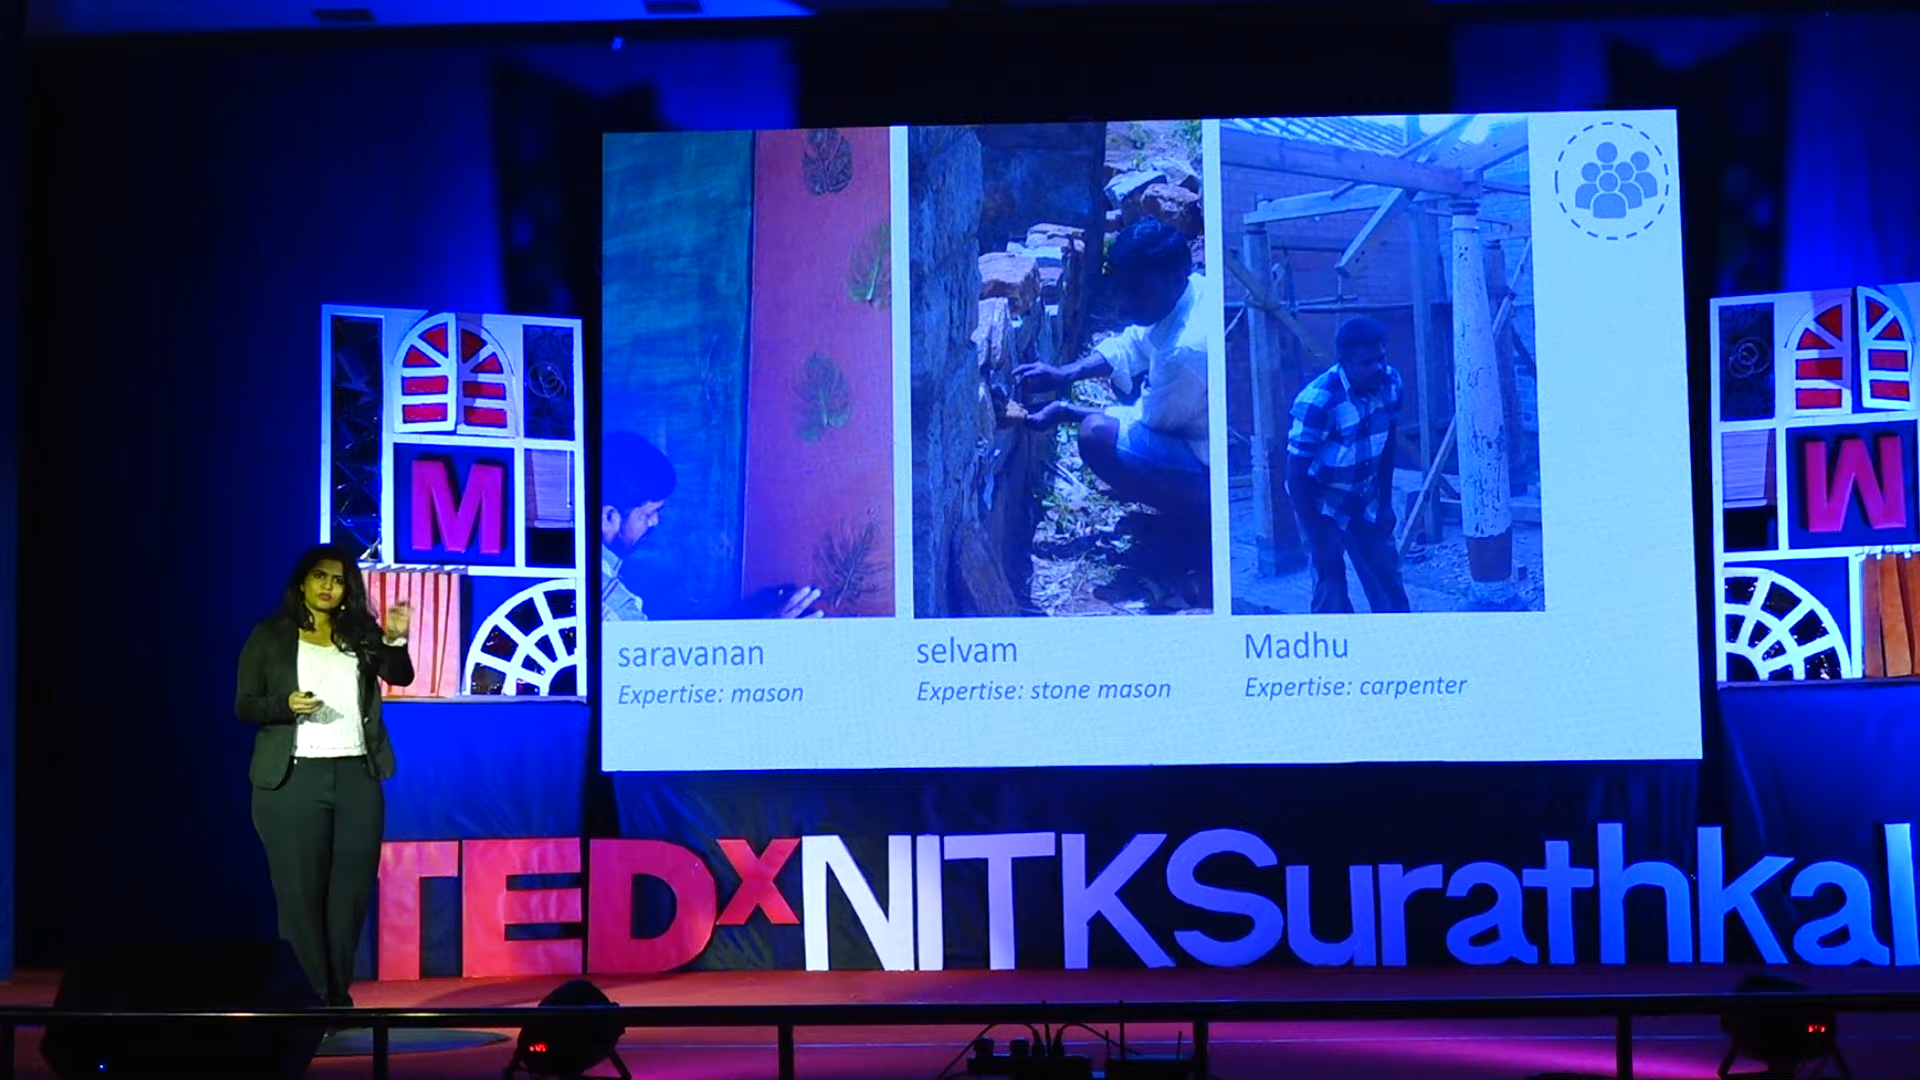 saravanan
Expertise: mason
selvam
Expertise: stone mason
Madhu
Expertise: carpenter
M
M
TEDxNITKSurathkal